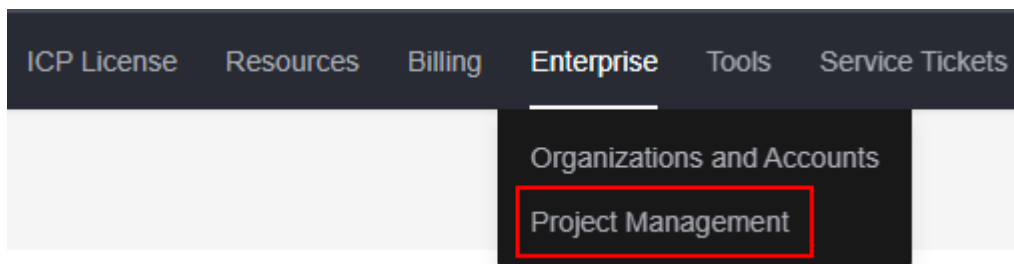 ICP License Resources Billing Enterprise Tools Service Tickets
Organizations and Accounts
Project Management